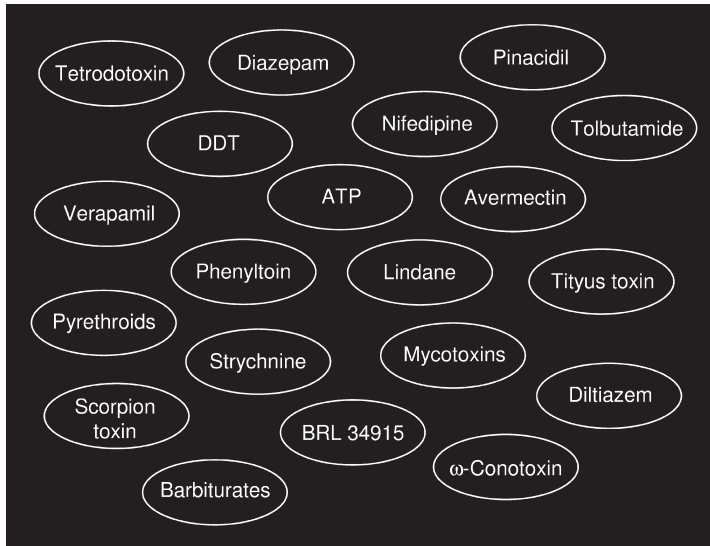 Tetrodotoxin
Diazepam
Pinacidil
DDT
Nifedipine
Tolbutamide
Verapamil
ATP
Avermectin
Phenyltoin
Lindane
Tityus toxin
Pyrethroids
Strychnine
Mycotoxins
Diltiazem
Scorpion
toxin
BRL 34915
ω-Conotoxin
Barbiturates